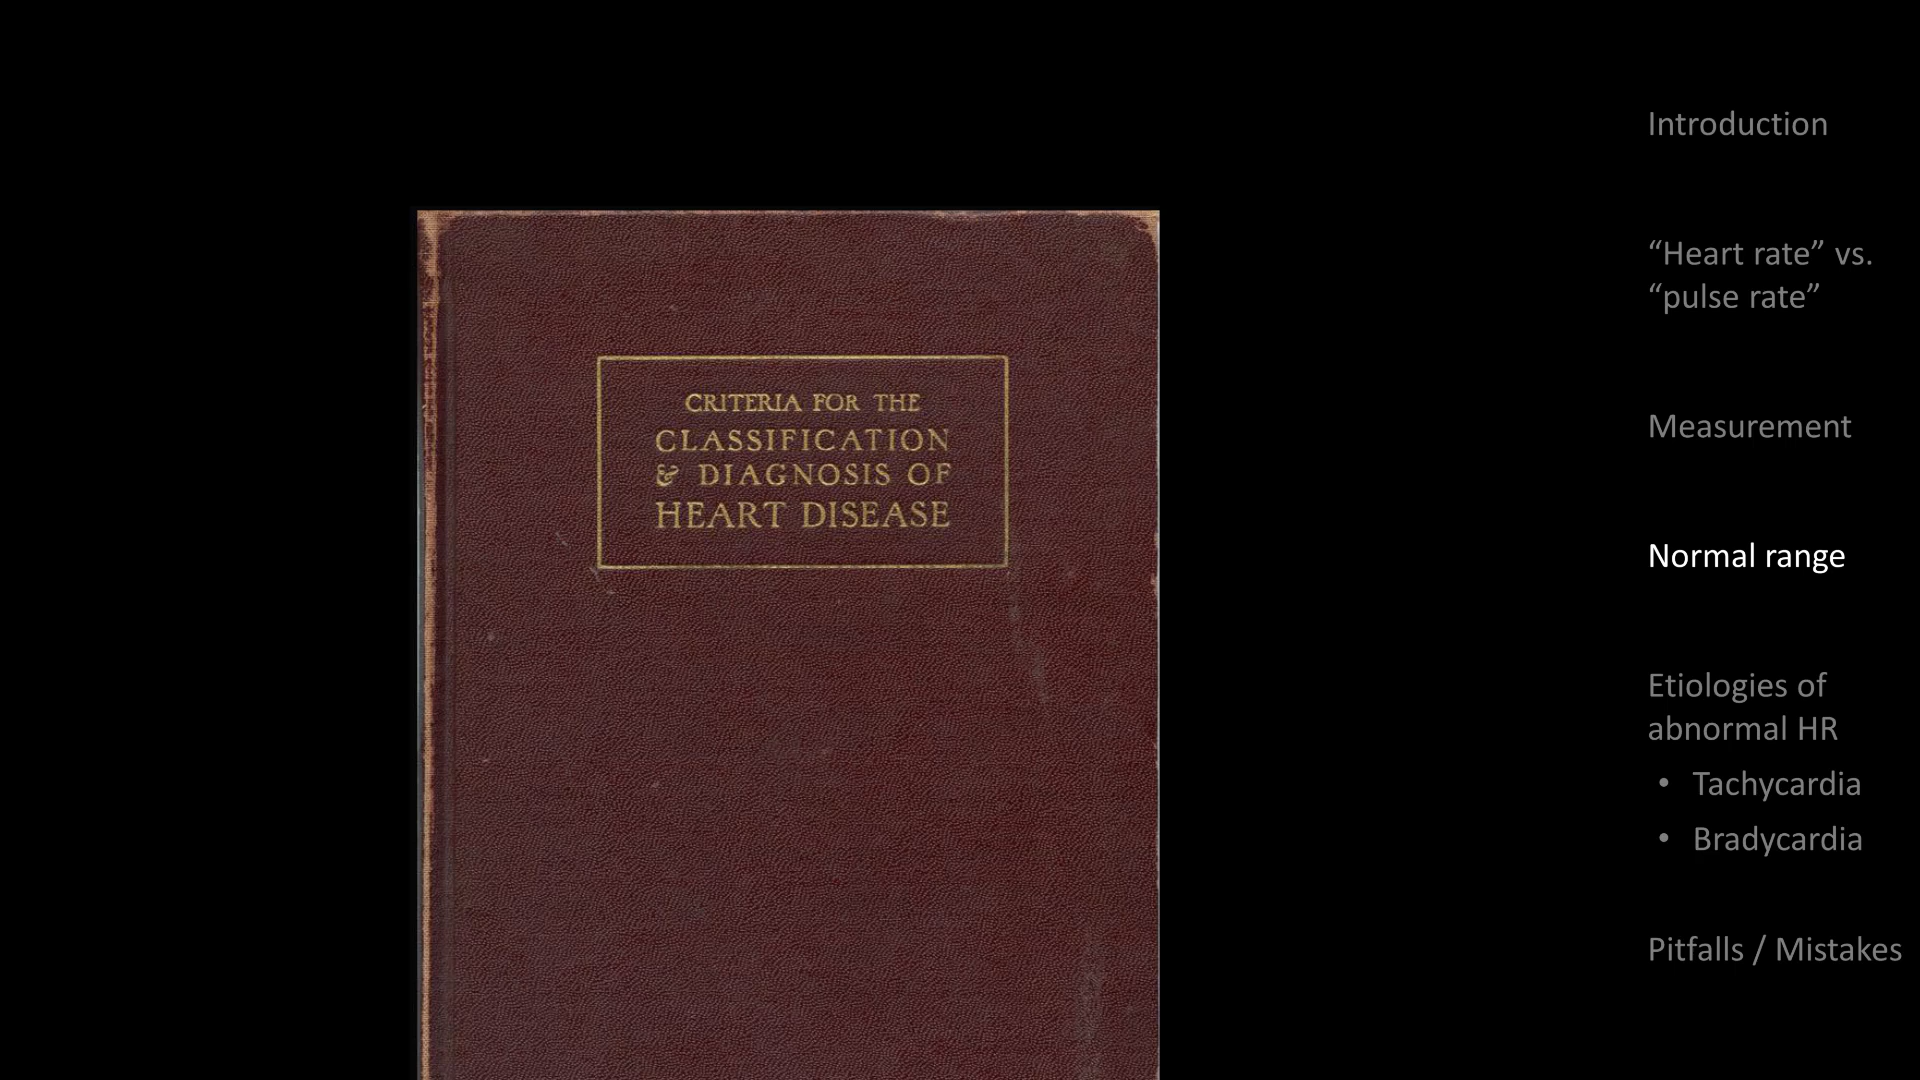 CRITERIA FOR THE
CLASSIFICATION
& DIAGNOSIS OF
HEART DISEASE
Introduction
“Heart rate” vs.
“pulse rate”
Measurement
Normal range
Etiologies of
abnormal HR
• Tachycardia
• Bradycardia
Pitfalls / Mistakes